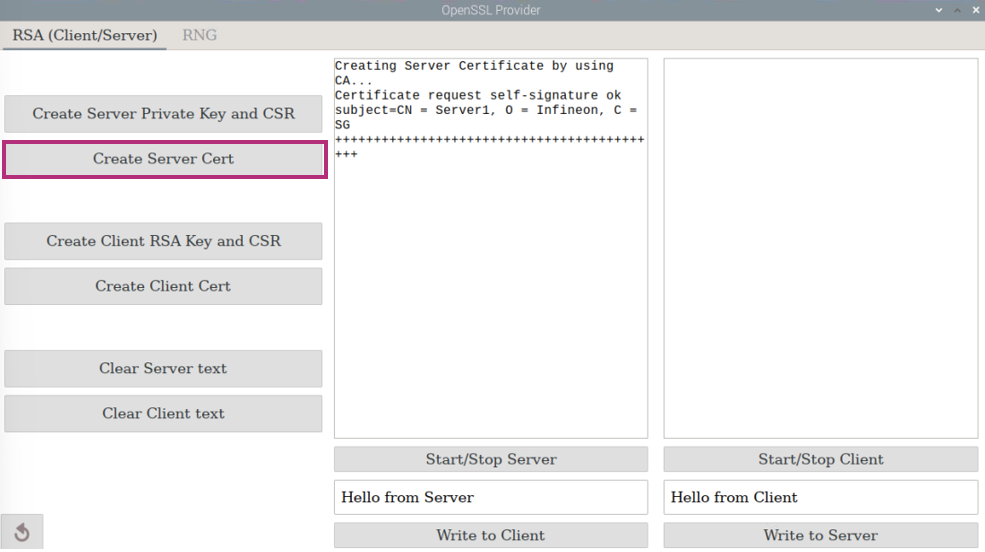 OpenSSL Provider
RSA (Client/Server)
RNG
Create Server Private Key and CSR
Create Server Cert
Create Client RSA Key and CSR
Create Client Cert
Clear Server text
Clear Client text
Creating Server Certificate by using
CA...
Certificate request self-signature ok
subject=CN = Server1, O = Infineon, C =
SG
+++++++++++++++++++++++++++++++++++++++++
+++
Start/Stop Server
Hello from Server
Write to Client
Start/Stop Client
Hello from Client
Write to Server